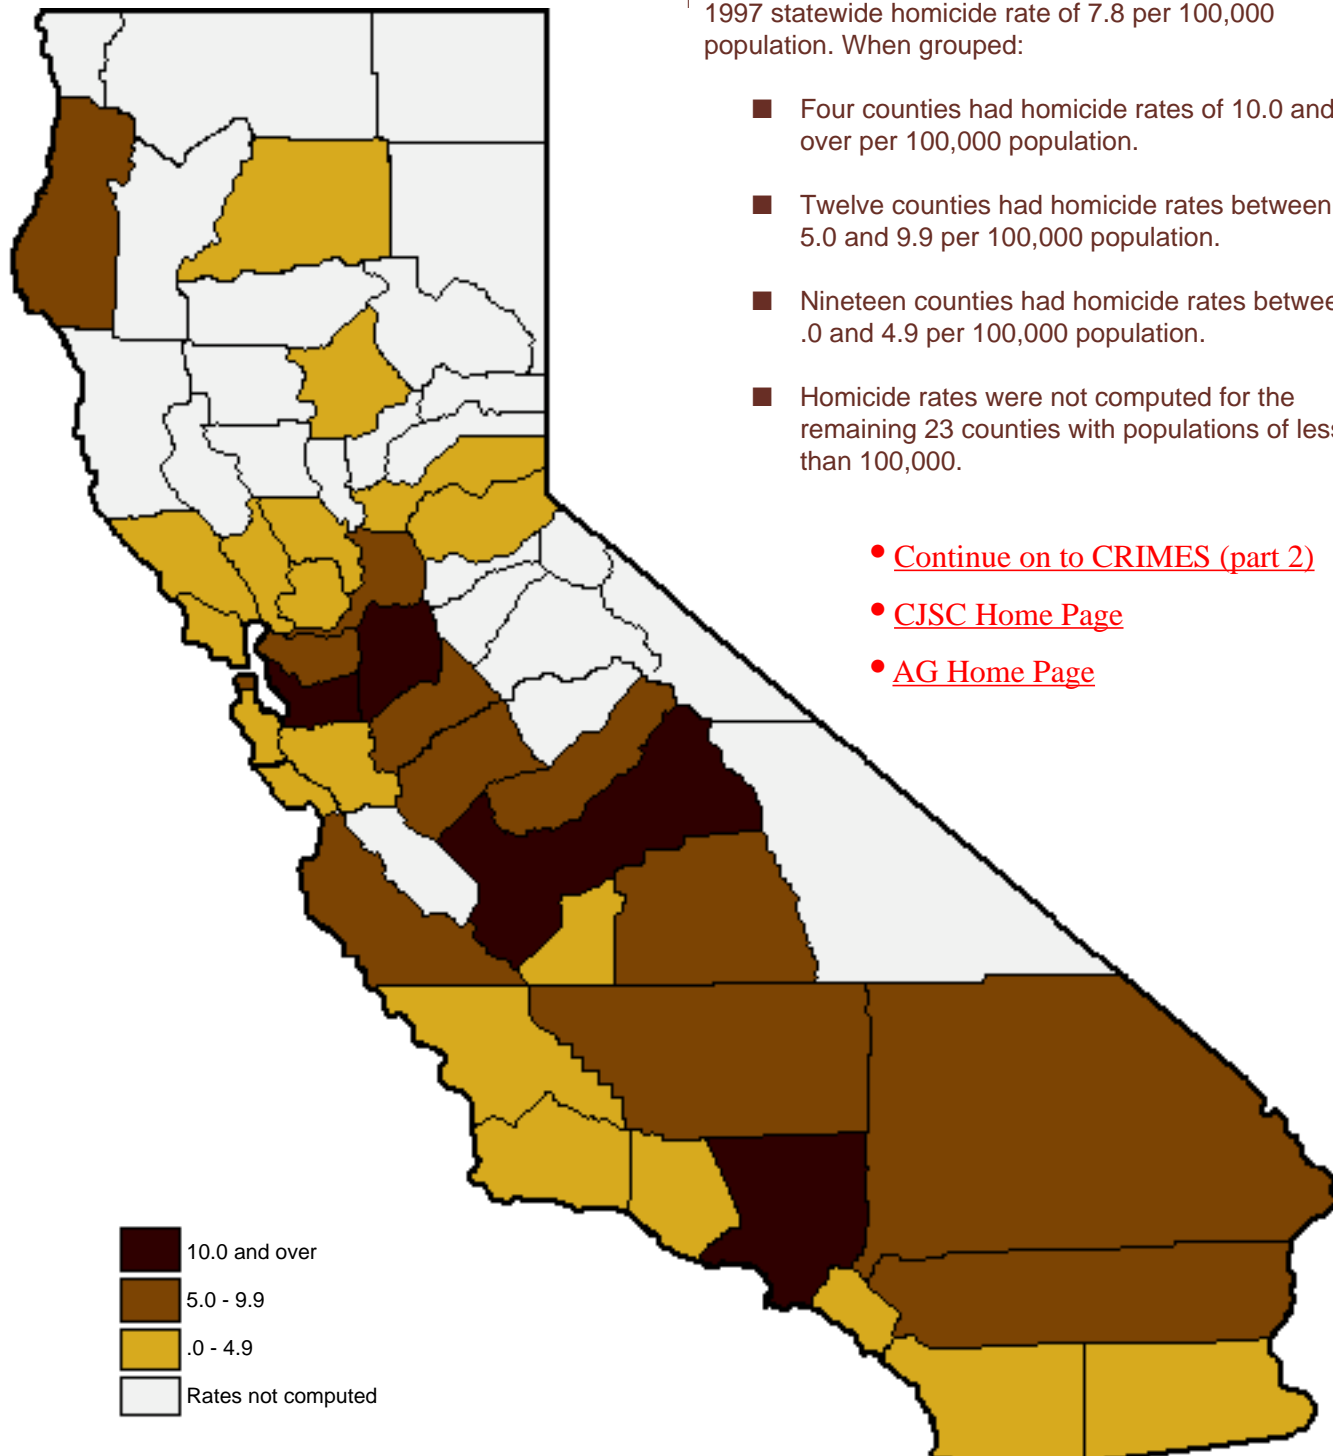 1997 statewide homicide rate of 7.8 per 100,000
population. When grouped:
■ Four counties had homicide rates of 10.0 and
over per 100,000 population.
■ Twelve counties had homicide rates between
5.0 and 9.9 per 100,000 population.
■ Nineteen counties had homicide rates betwee
.0 and 4.9 per 100,000 population.
■ Homicide rates were not computed for the
remaining 23 counties with populations of less
than 100,000.
• Continue on to CRIMES (part 2)
• CJSC Home Page
• AG Home Page
10.0 and over
5.0 - 9.9
.0 - 4.9
Rates not computed